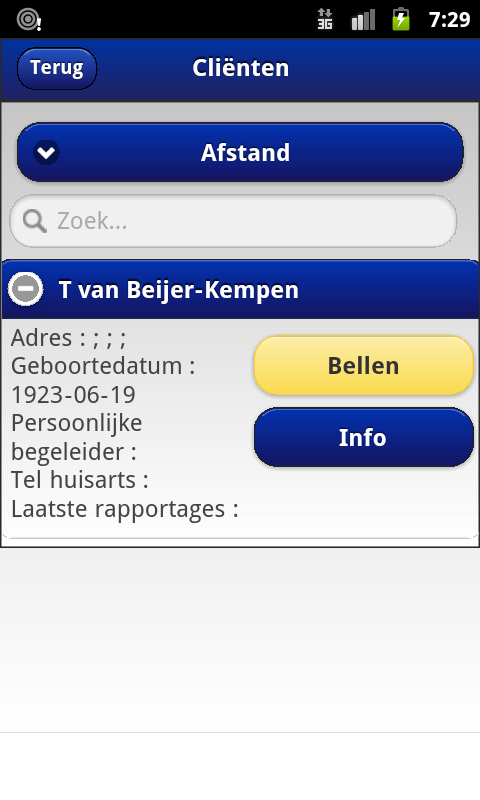 3G 7:29
Terug Cliënten
Afstand
Zoek...
T van Beijer-Kempen
Adres : ; ; ;
Geboortedatum :
1923-06-19
Persoonlijke
begeleider :
Tel huisarts :
Laatste rapportages :
Bellen
Info